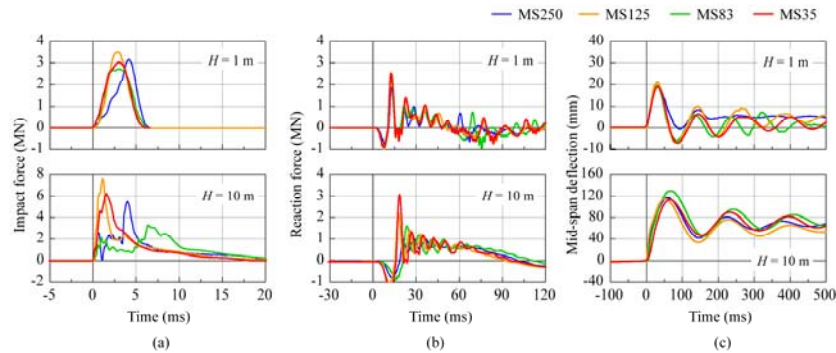 MS250 MS125 MS83 MS35
4
3
2
1
0
-1
H = 1 m
8
6
4
2
0
-2
H = 10 m
Impact force (MN)
-5 0 5 10 15 20
Time (ms)
(a)
4
3
2
1
0
-1
H = 1 m
4
3
2
1
0
-1
H = 10 m
Reaction force (MN)
-30 0 30 60 90 120
Time (ms)
(b)
40
30
20
10
0
-10
H = 1 m
160
120
80
40
0
-40
H = 10 m
Mid-span deflection (mm)
-100 0 100 200 300 400 500
Time (ms)
(c)